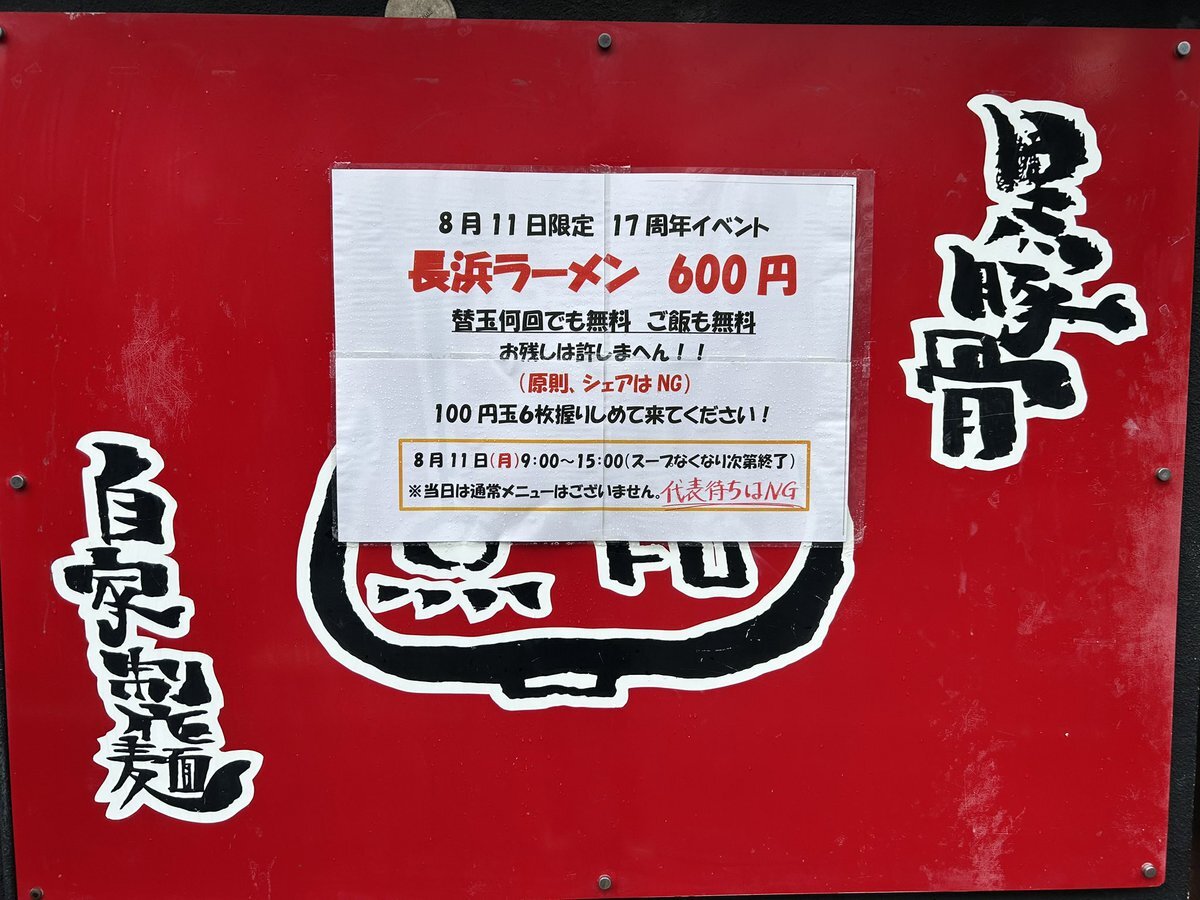 8月11日限定 17周年イベント
長浜ラーメン 600円
替玉何回でも無料 ご飯も無料
お残しは許しまへん！！
（原則、シェアはNG）
100円玉6枚握りしめて来てください！
8月11日（月）9：00～15：00（スープなくなり次第終了）
※当日は通常メニューはございません。代表待ちはNG
黒豚骨
自家製麺